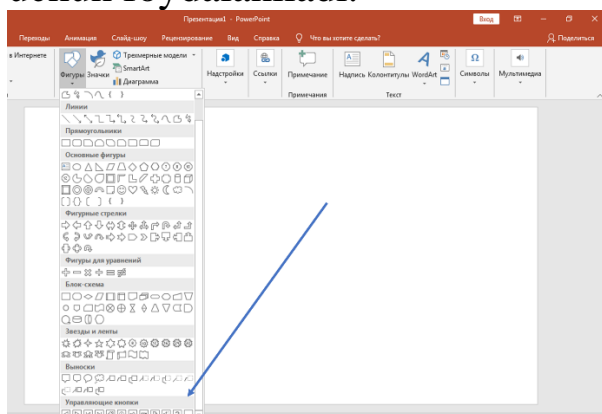 Презентация1 - PowerPoint
Вход
Переходы Анимация Слайд-шоу Рецензирование Вид Справка Что вы хотите сделать? Поделиться
в Интернете
Фигуры Значки
Трехмерные модели
SmartArt
Диаграмма
Надстройки Ссылки Примечание Надпись Колонтитулы WordArt Символы Мультимедиа
Примечания Текст
Линии
Прямоугольники
Основные фигуры
Фигурные стрелки
Фигуры для уравнений
Блок-схема
Звезды и ленты
Выноски
Управляющие кнопки